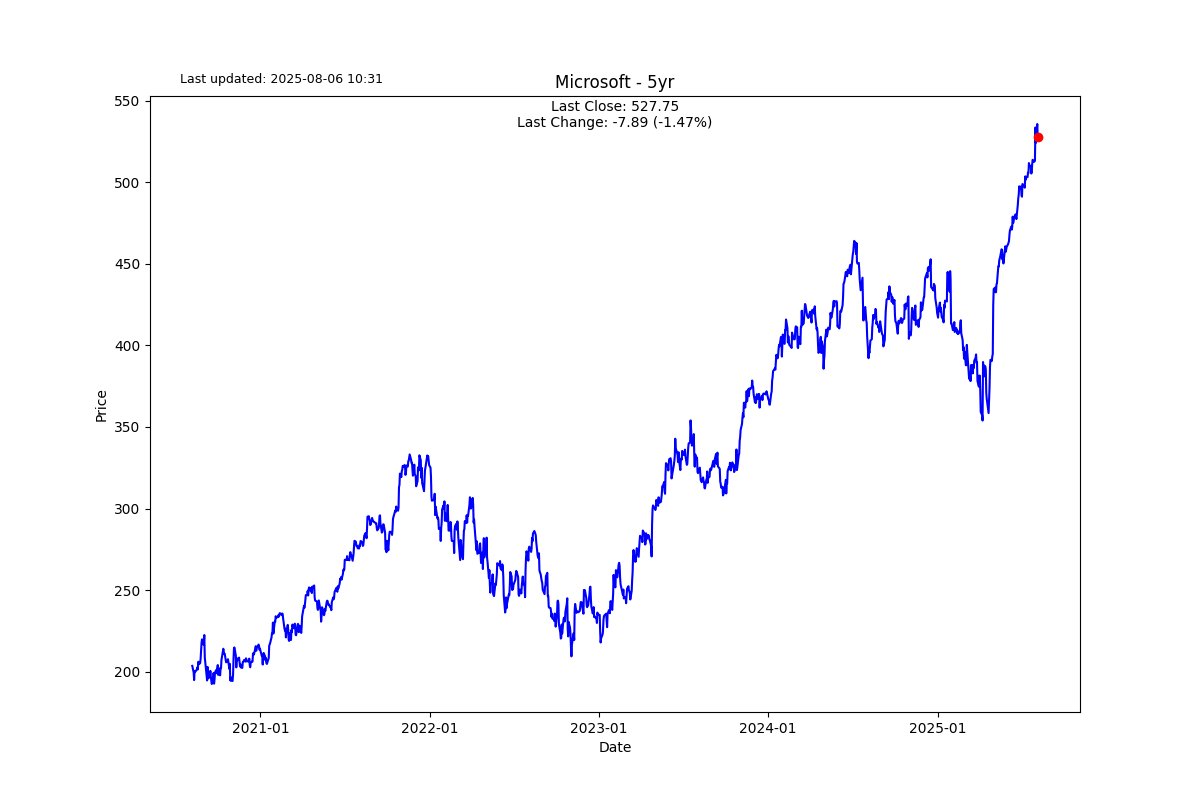 Last updated: 2025-08-06 10:31
Microsoft - 5yr
Last Close: 527.75
Last Change: -7.89 (-1.47%)
Price
550
500
450
400
350
300
250
200
2021-01
2022-01
2023-01
2024-01
2025-01
Date